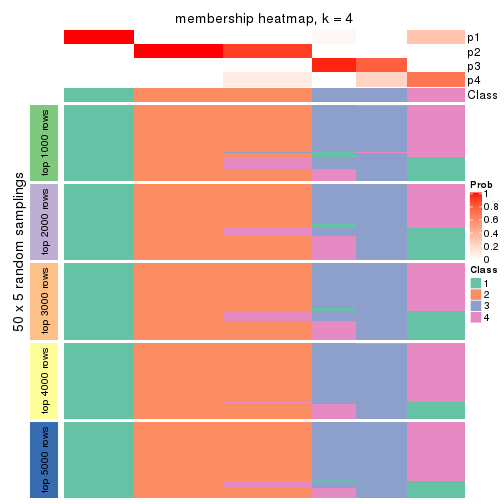 membership heatmap, k = 4
p1
p2
p3
p4
Class
50 x 5 random samplings
top 1000 rows
top 2000 rows
top 3000 rows
top 4000 rows
top 5000 rows
Prob
1
0.8
0.6
0.4
0.2
0
Class
1
2
3
4